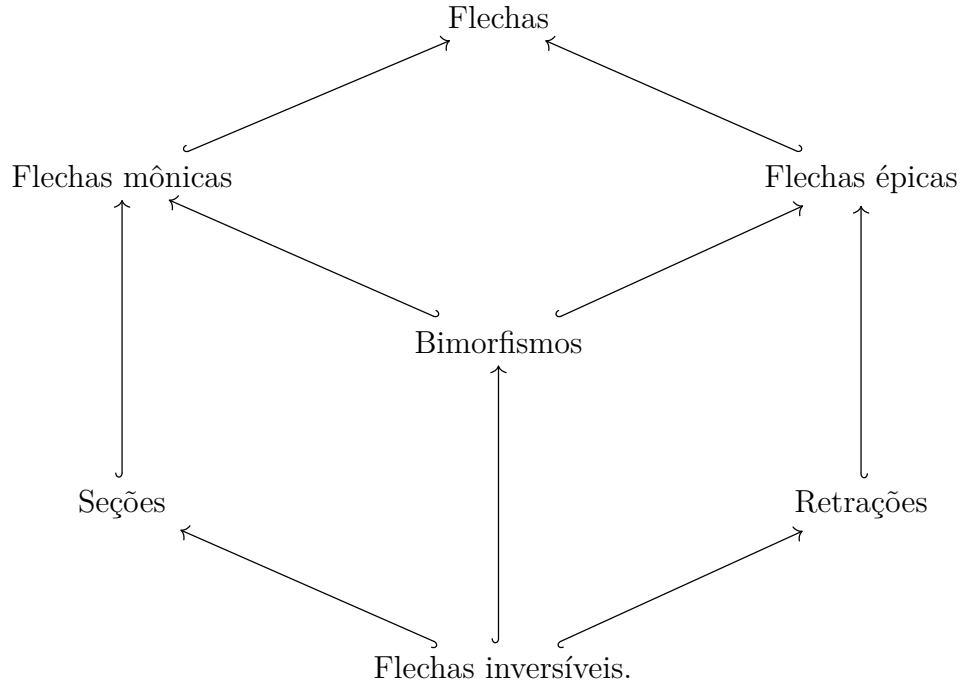 Flechas
Flechas mônicas
Flechas épicas
Bimorfismos
Seções
Retrações
Flechas inversíveis.